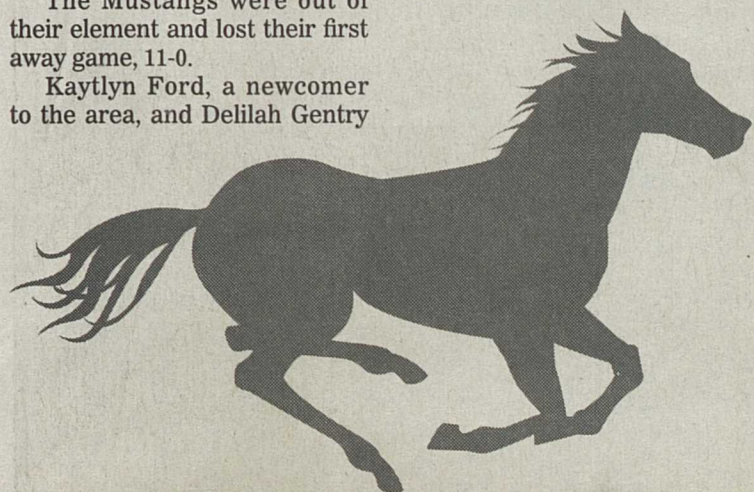 The Mustangs were out of
their element and lost their first
away game, 11-0.
Kaytlyn Ford, a newcomer
to the area, and Delilah Gentry